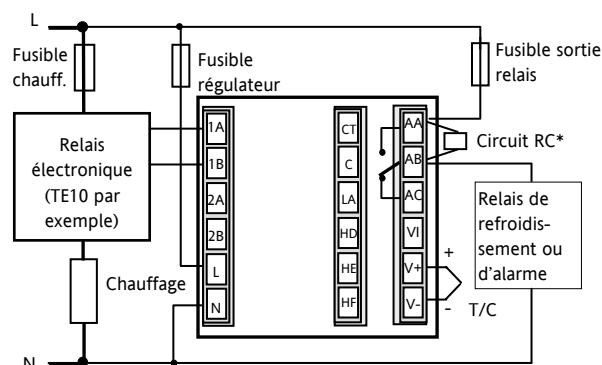 L
Fusible
chauff.
Fusible
régulateur
Fusible sortie
relais
Relais
électronique
(TE10 par
exemple)
1A
1B
2A
2B
L
N
CT
C
LA
HD
HE
HF
AA
AB
AC
VI
V+
V-
Circuit RC*
Relais de
refroidis-
sement ou
d'alarme
+
-
T/C
Chauffage
N